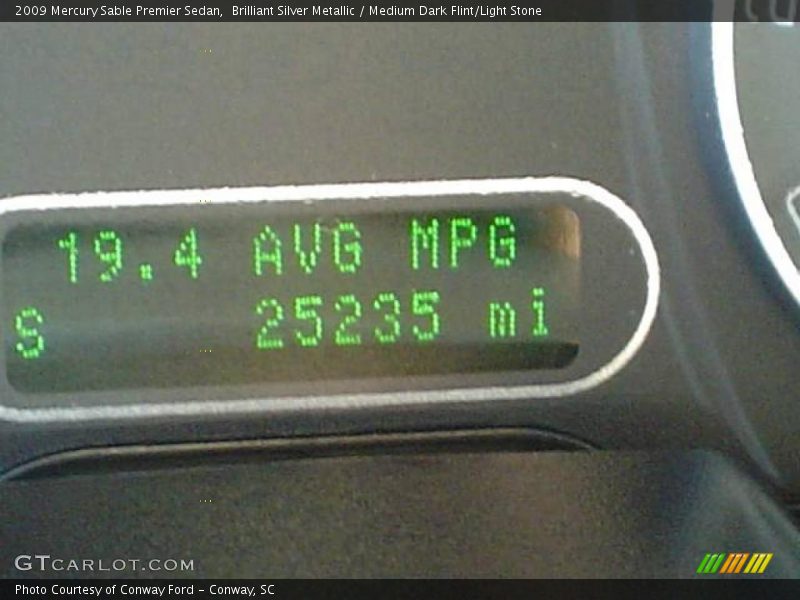 2009 Mercury Sable Premier Sedan,  Brilliant Silver Metallic / Medium Dark Flint/Light Stone
19.4 AVG MPG
S 25235 mi
GTCARLOT.COM
Photo Courtesy of Conway Ford – Conway, SC